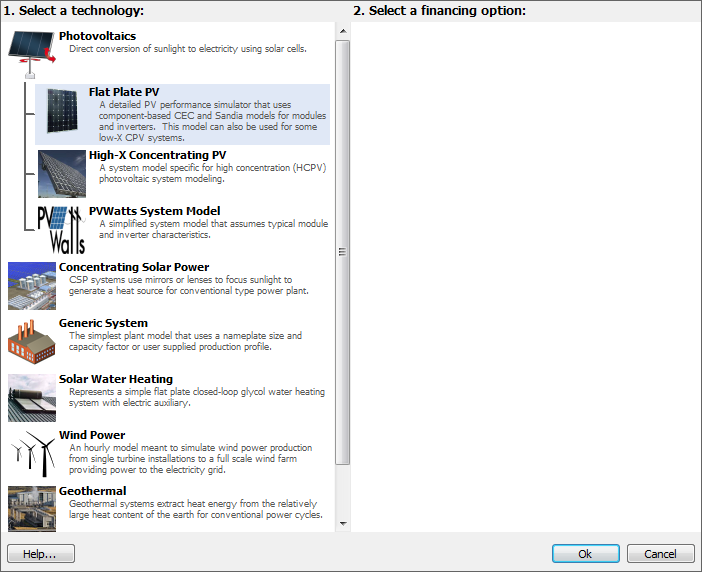 1. Select a technology:
2. Select a financing option:
Photovoltaics
Direct conversion of sunlight to electricity using solar cells.
Flat Plate PV
A detailed PV performance simulator that uses
component-based CEC and Sandia models for modules
and inverters. This model can also be used for some
low-X CPV systems.
High-X Concentrating PV
A system model specific for high concentration (HCPV)
photovoltaic system modeling.
PV
Watts
PVWatts System Model
A simplified system model that assumes typical module
and inverter characteristics.
Concentrating Solar Power
CSP systems use mirrors or lenses to focus sunlight to
generate a heat source for conventional type power plant.
Generic System
The simplest plant model that uses a nameplate size and
capacity factor or user supplied production profile.
Solar Water Heating
Represents a simple flat plate closed-loop glycol water heating
system with electric auxiliary.
Wind Power
An hourly model meant to simulate wind power production
from single turbine installations to a full scale wind farm
providing power to the electricity grid.
Geothermal
Geothermal systems extract heat energy from the relatively
large heat content of the earth for conventional power cycles.
Help...
Ok
Cancel